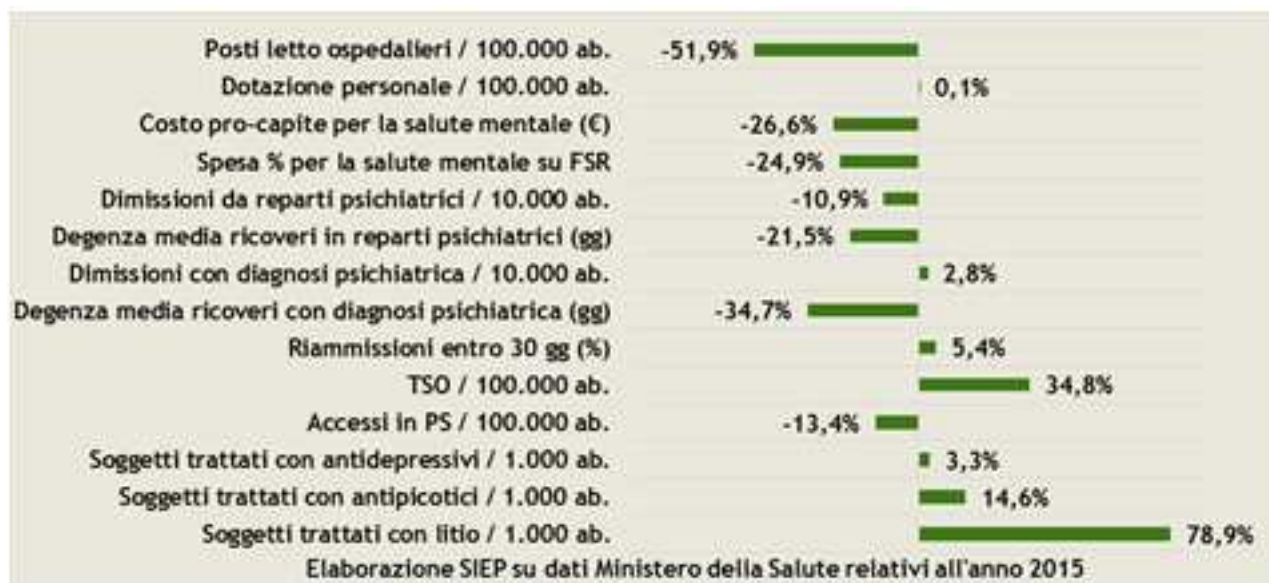 Posti letto ospedalieri / 100.000 ab. -51,9%
Dotazione personale / 100.000 ab. 0,1%
Costo pro-capite per la salute mentale (€) -26,6%
Spesa % per la salute mentale su FSR -24,9%
Dimissioni da reparti psichiatrici / 10.000 ab. -10,9%
Degenza media ricoveri in reparti psichiatrici (gg) -21,5%
Dimissioni con diagnosi psichiatrica / 10.000 ab. 2,8%
Degenza media ricoveri con diagnosi psichiatrica (gg) -34,7%
Riammissioni entro 30 gg (%) 5,4%
TSO / 100.000 ab. 34,8%
Accessi in PS / 100.000 ab. -13,4%
Soggetti trattati con antidepressivi / 1.000 ab. 3,3%
Soggetti trattati con antipicotici / 1.000 ab. 14,6%
Soggetti trattati con litio / 1.000 ab. 78,9%
Elaborazione SIEP su dati Ministero della Salute relativi all'anno 2015